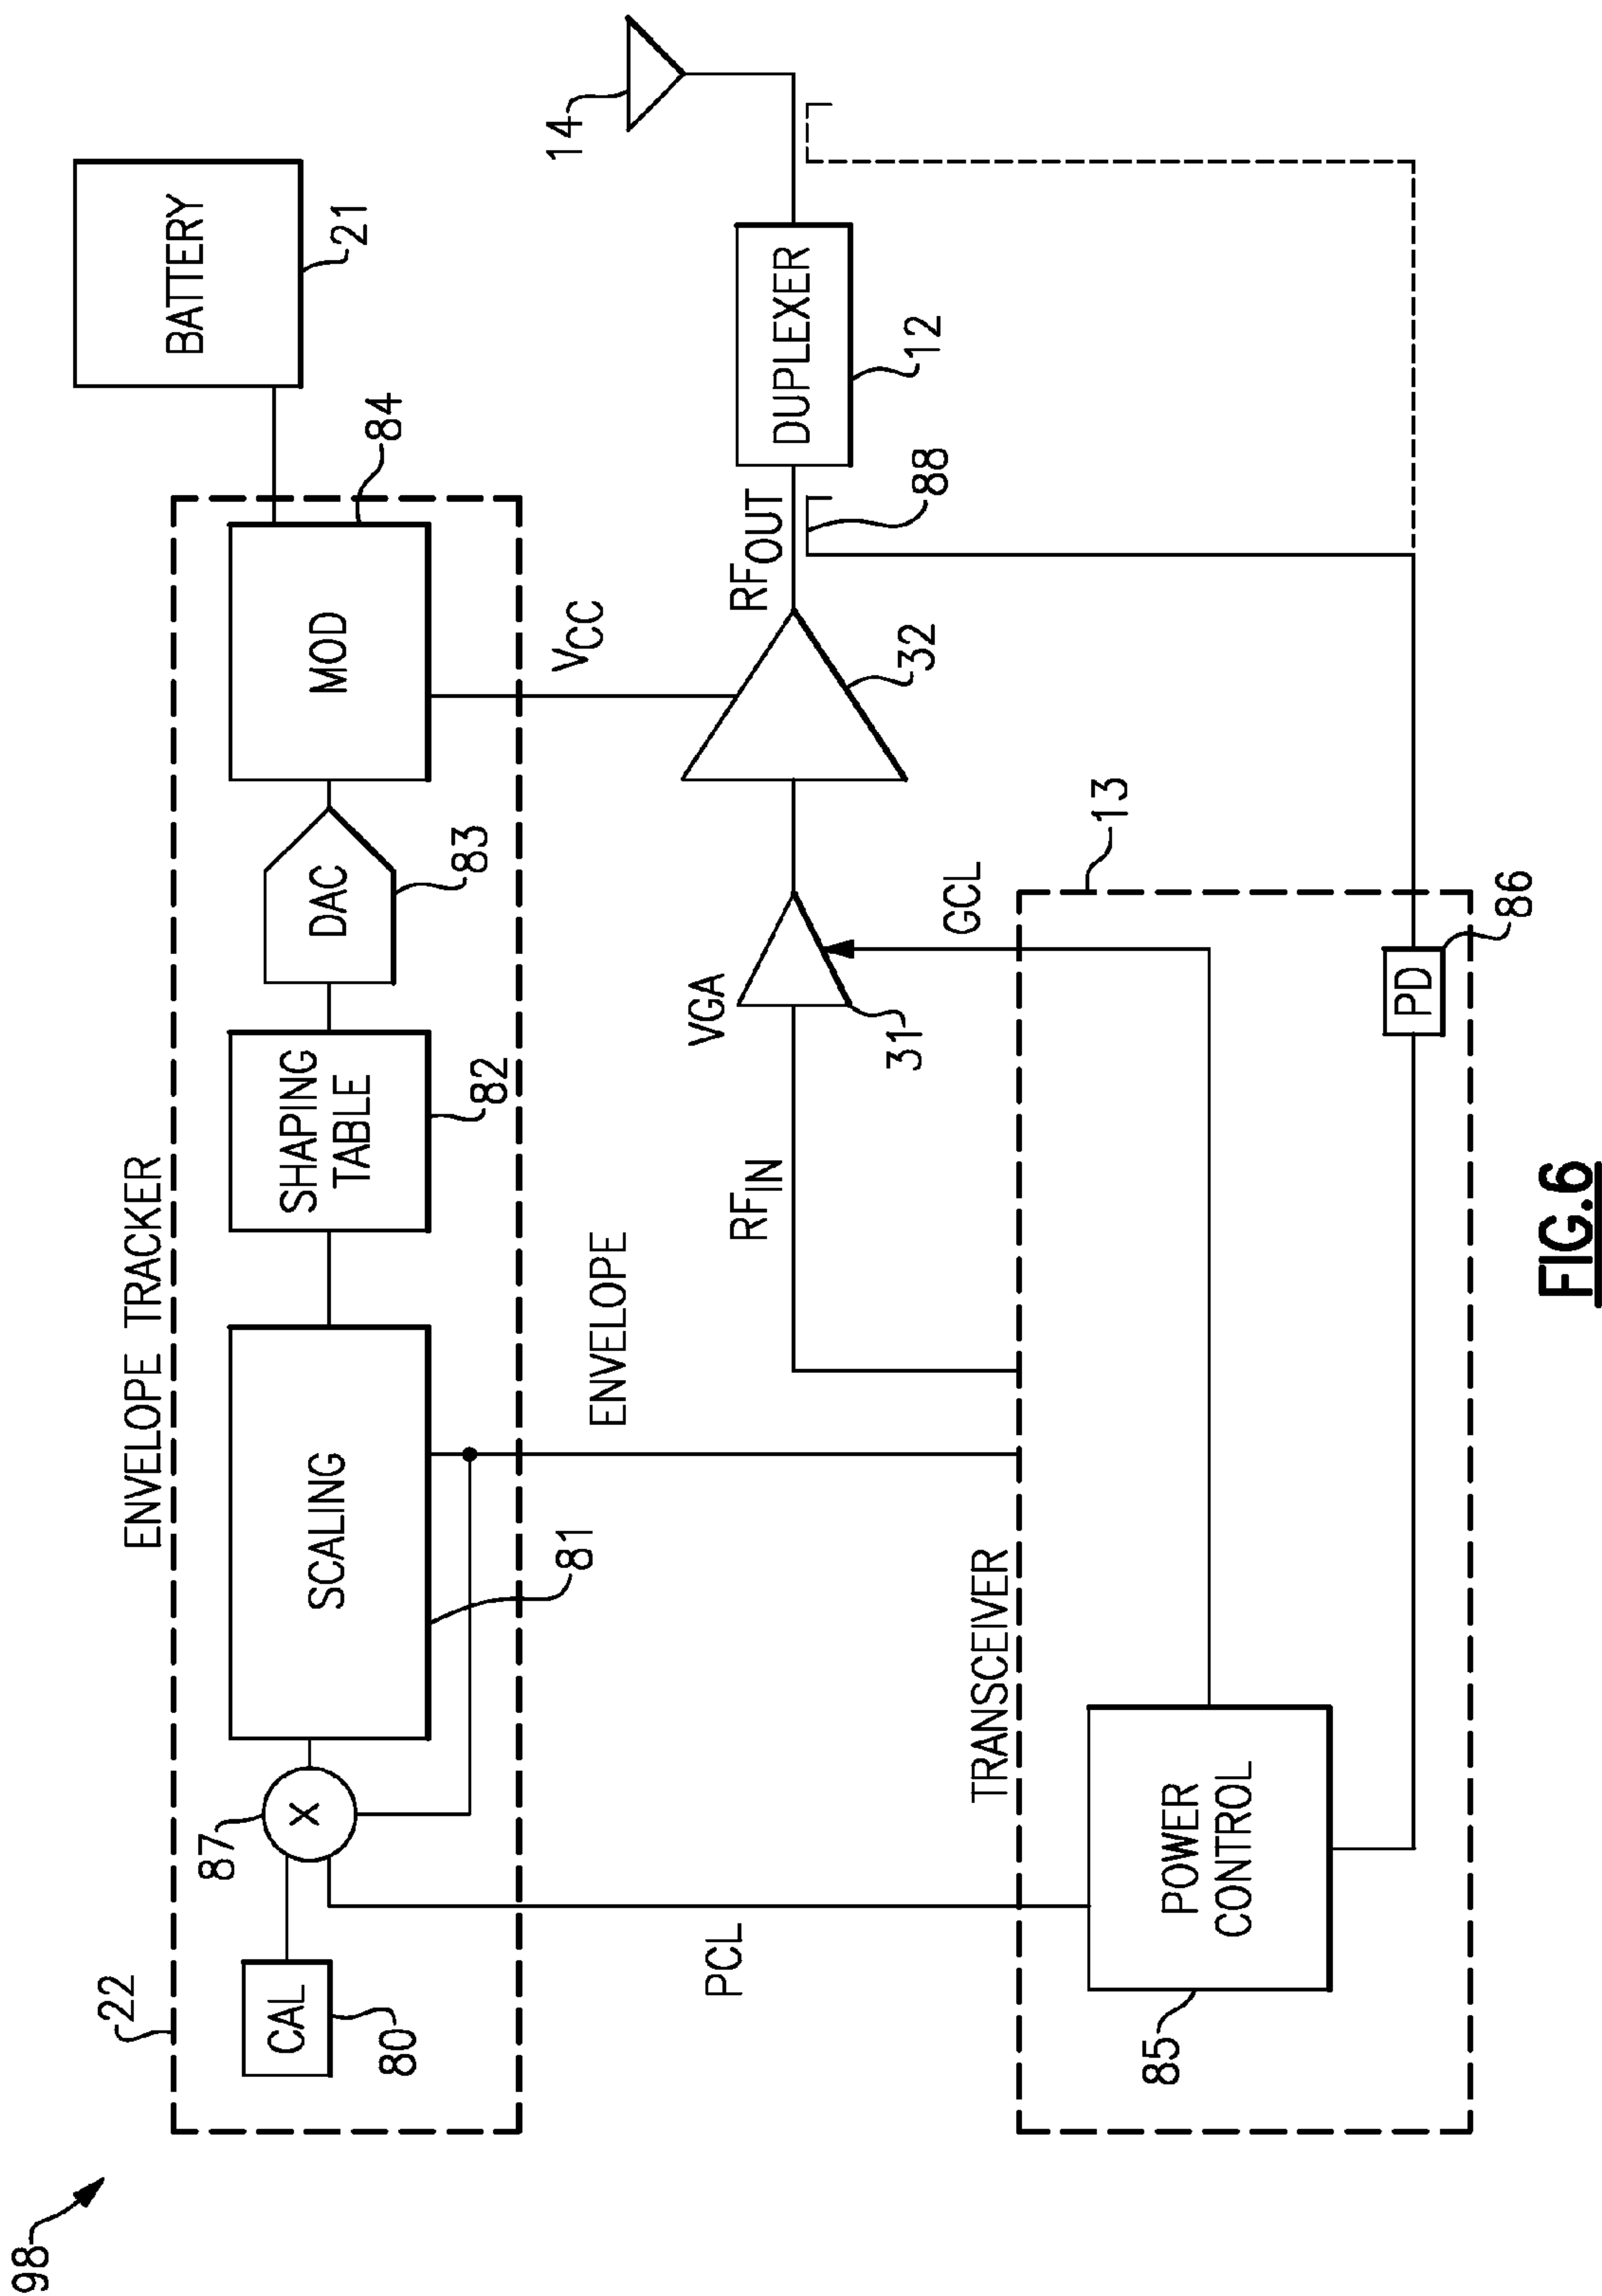 98
22
ENVELOPE TRACKER
BATTERY
21
CAL
80
87
X
SCALING
81
SHAPING
TABLE
82
DAC
83
MOD
84
VCC
ENVELOPE
PCL
RFIN
VGA
31
GCL
32
RFOUT
88
DUPLEXER
12
14
TRANSCEIVER
13
POWER
CONTROL
85
PD
86
FIG.6